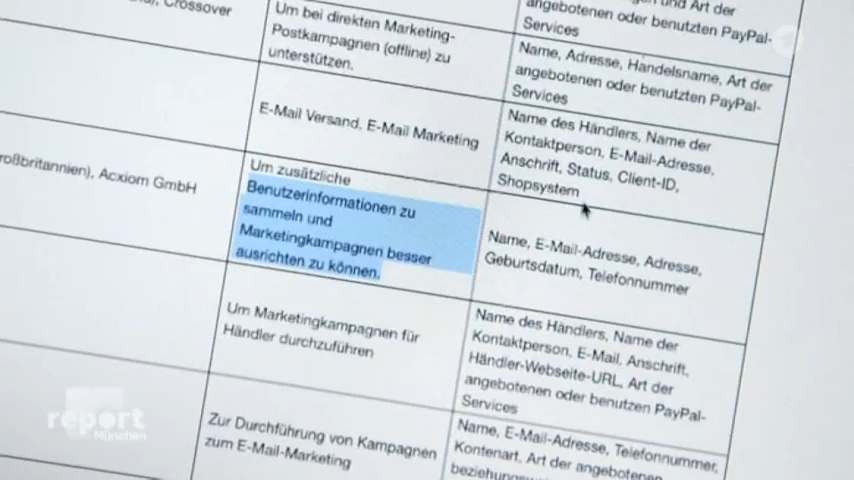 Crossover
Um bei direkten Marketing-
Postkampagnen (offline) zu
unterstützen.
und Art der
angebotenen oder benutzten PayPal-
Services
Name, Adresse, Handelsname, Art der
angebotenen oder benutzten PayPal-
Services
E-Mail Versand, E-Mail Marketing
Name des Händlers, Name der
Kontaktperson, E-Mail-Adresse,
Anschrift, Status, Client-ID,
Shopsystem
roßbritannien), Acxiom GmbH
Um zusätzliche
Benutzerinformationen zu
sammeln und
Marketingkampagnen besser
ausrichten zu können.
Name, E-Mail-Adresse, Adresse,
Geburtsdatum, Telefonnummer
Um Marketingkampagnen für
Händler durchzuführen
Name des Händlers, Name der
Kontaktperson, E-Mail, Anschrift,
Händler-Webseite-URL, Art der
angebotenen oder benutzen PayPal-
Services
Zur Durchführung von Kampagnen
zum E-Mail-Marketing
Name, E-Mail-Adresse, Telefonnummer,
Kontenart, Art der angebotenen
report
München
1